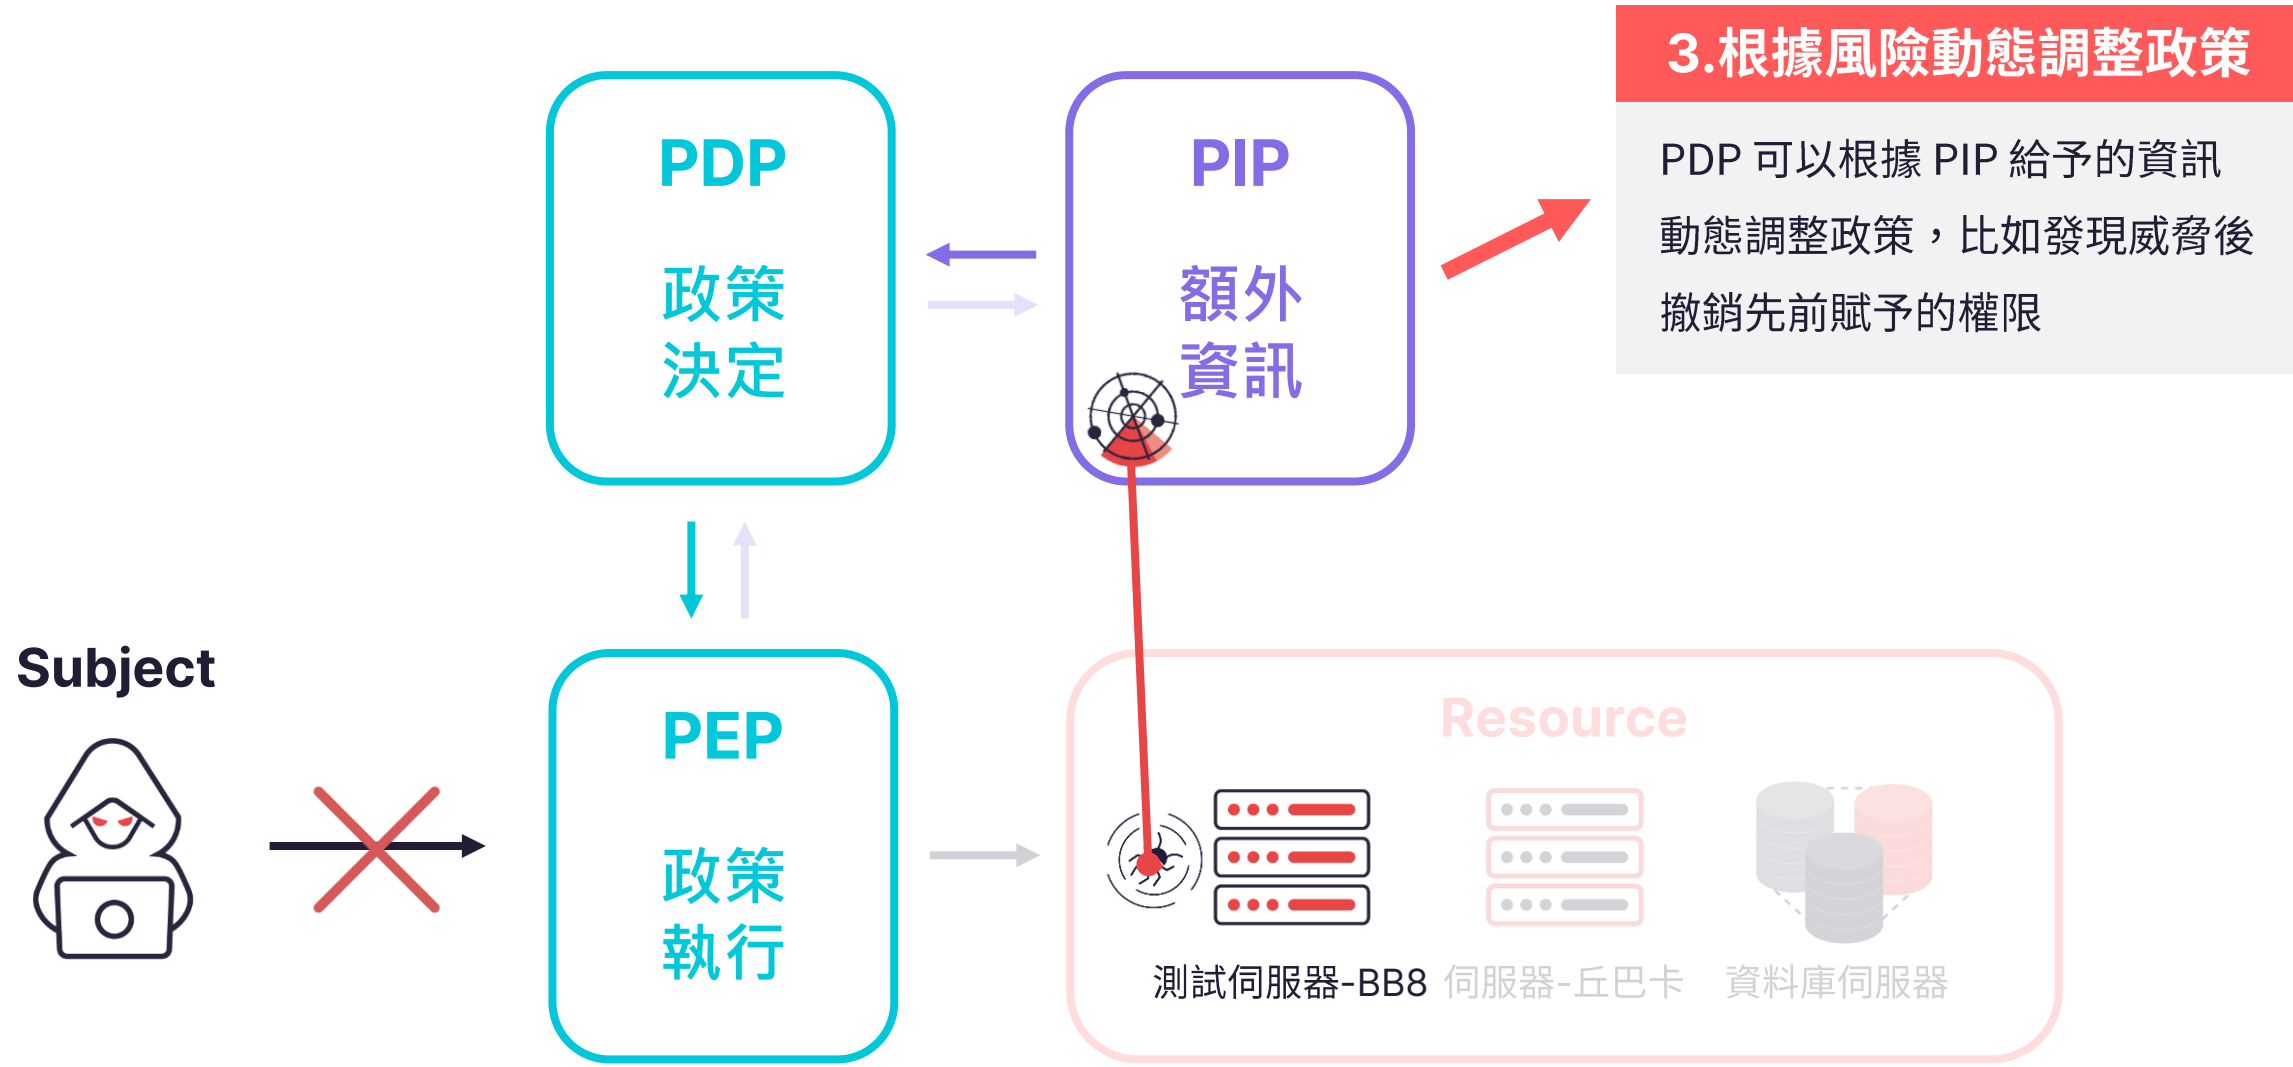 3.根據風險動態調整政策
PDP 可以根據 PIP 給予的資訊
動態調整政策，比如發現威脅後
撤銷先前賦予的權限
PDP
政策
決定
PIP
額外
資訊
Subject
PEP
政策
執行
Resource
測試伺服器-BB8
伺服器-丘巴卡
資料庫伺服器